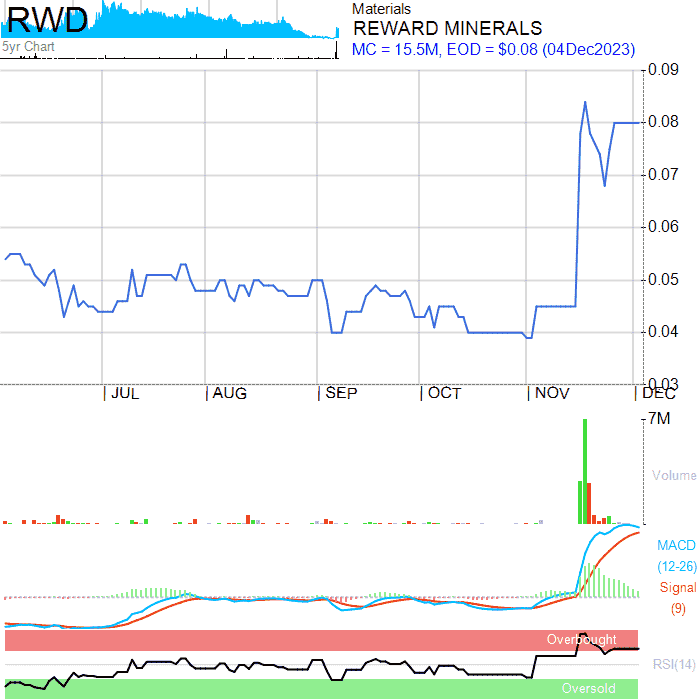 RWD
5yr Chart
Materials
REWARD MINERALS
MC = 15.5M, EOD = $0.08 (04Dec2023)
0.09
0.08
0.07
0.06
0.05
0.04
0.03
JUL AUG SEP OCT NOV DEC
7M
Volume
MACD
(12-26)
Signal
(9)
Overbought
RSI(14)
Oversold